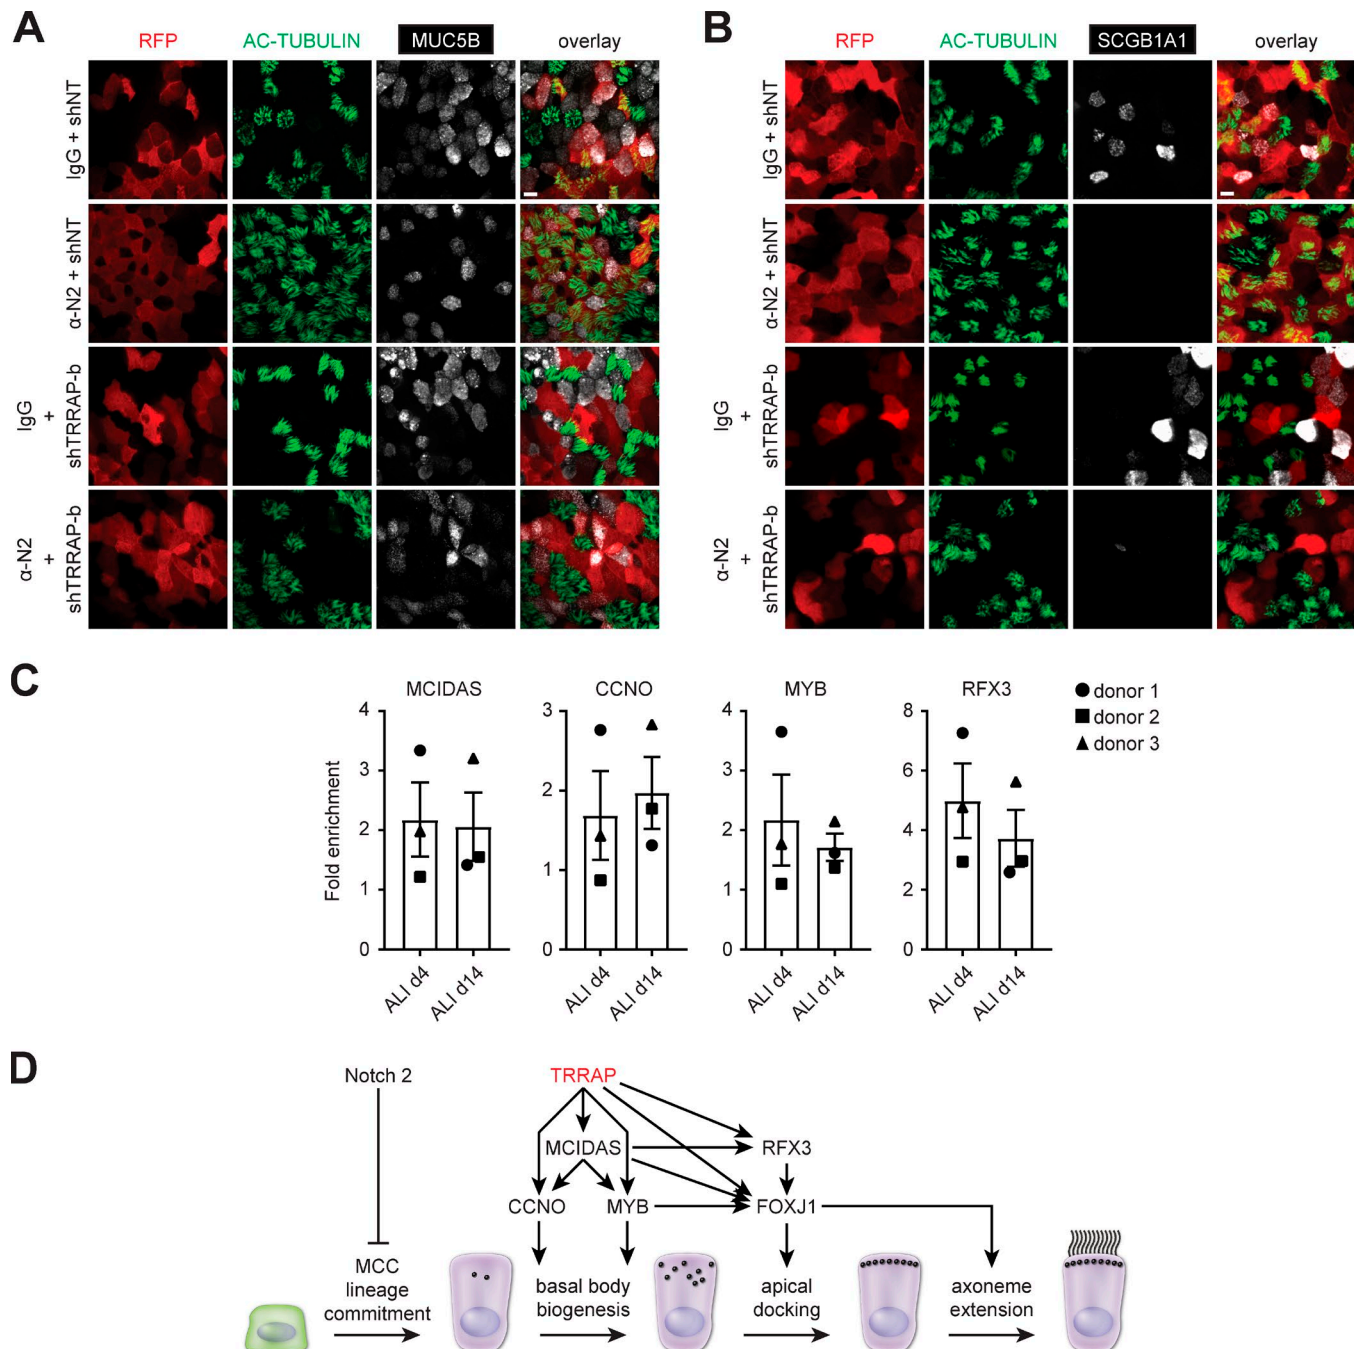 A
RFP AC-TUBULIN MUC5B overlay
IgG + shNT
α-N2 + shNT
IgG
+
shTRRAP-b
α-N2
+
shTRRAP-b
B
RFP AC-TUBULIN SCGB1A1 overlay
IgG + shNT
α-N2 + shNT
IgG
+
shTRRAP-b
α-N2
+
shTRRAP-b
C
Fold enrichment
MCIDAS
4
3
2
1
0
ALI d4 ALI d14
CCNO
3
2
1
0
ALI d4 ALI d14
MYB
4
3
2
1
0
ALI d4 ALI d14
RFX3
8
6
4
2
0
ALI d4 ALI d14
donor 1
donor 2
donor 3
D
Notch 2 TRRAP
MCIDAS RFX3
CCNO MYB FOXJ1
MCC
lineage
commitment
basal body
biogenesis
apical
docking
axoneme
extension